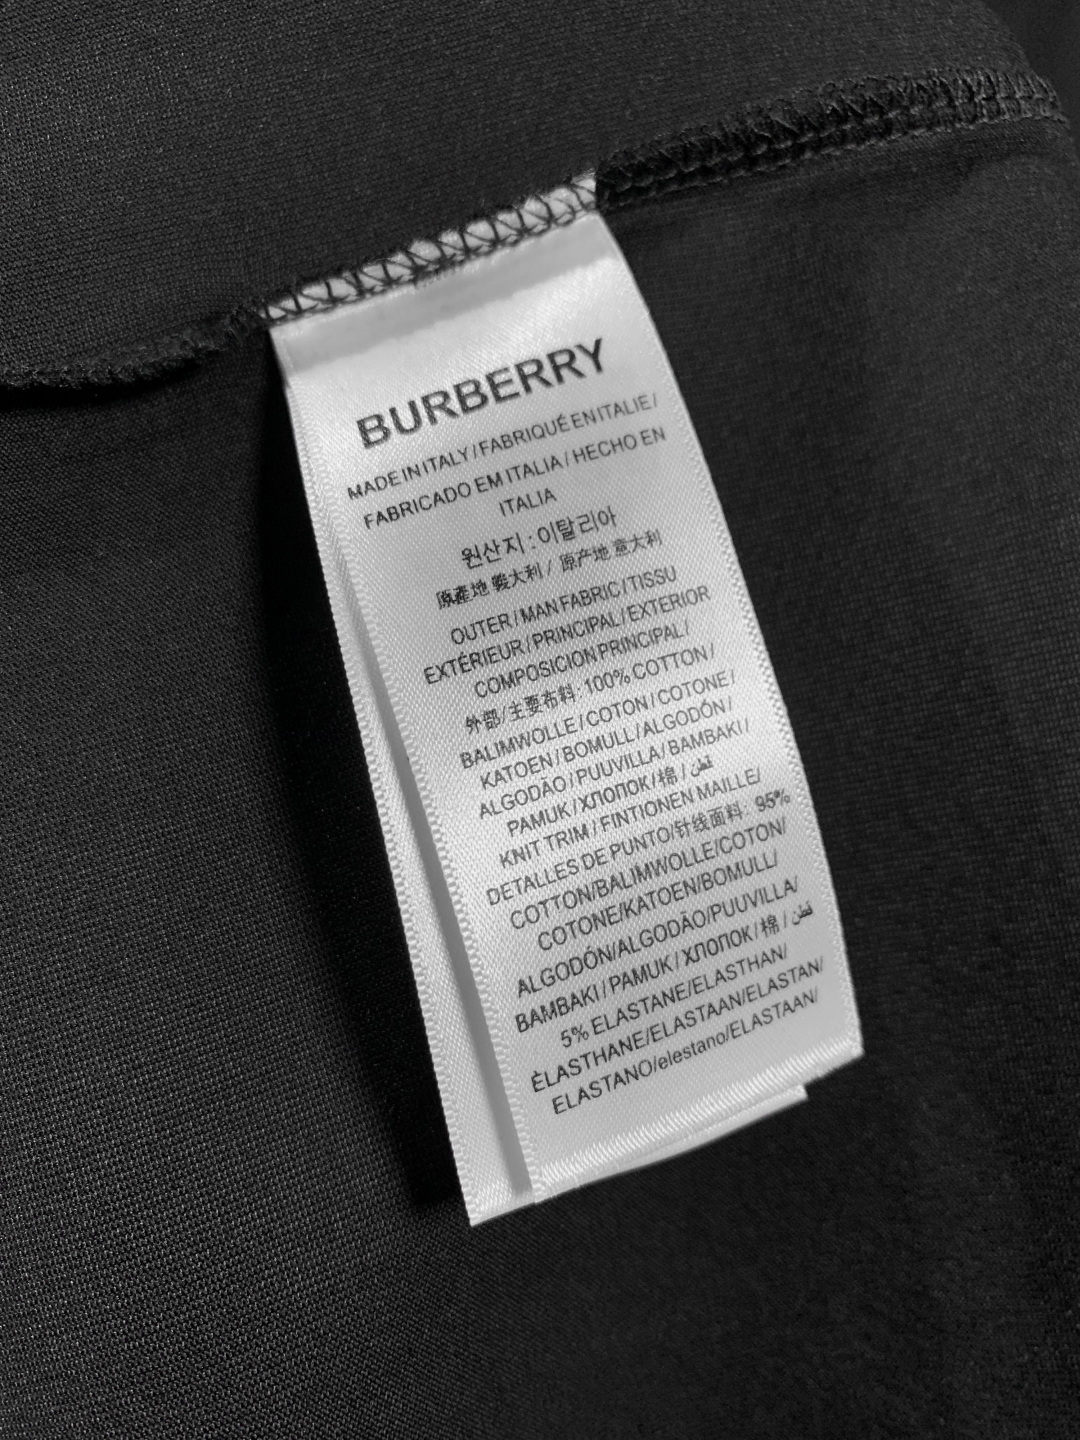 BURBERRY
MADE IN ITALY / FABRIQUÉ EN ITALIE /
FABRICADO EM ITALIA / HECHO EN
ITALIA
원산지 : 이탈리아
原產地 義大利 / 原产地 意大利
OUTER / MAN FABRIC / TISSU
EXTÉRIEUR / PRINCIPAL / EXTERIOR
COMPOSICION PRINCIPAL /
外部/主要布料: 100% COTTON /
BALIMWOLLE / COTON / COTONE /
KATOEN / BOMULL / ALGODÓN /
ALGODÃO / PUUVILLA / BAMBAKI /
PAMUK / ХЛОПОК / 棉 / قطن
KNIT TRIM / FINTIONEN MAILLE/
DETALLES DE PUNTO/针线面料: 95%
COTTON/BALIMWOLLE/COTON/
COTONE/KATOEN/BOMULL/
ALGODÓN/ALGODÃO/PUUVILLA/
BAMBAKI / PAMUK / ХЛОПОК / 棉 / قطن
5% ELASTANE/ELASTHAN/
ÉLASTHANE/ELASTAAN/ELASTAN/
ELASTANO/elestano/ELASTAAN/